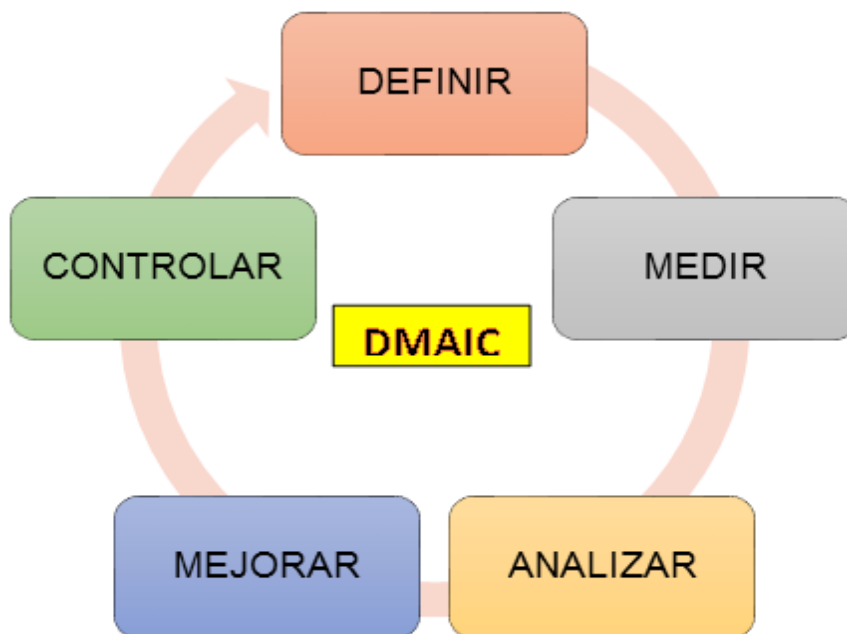 DEFINIR
MEDIR
ANALIZAR
MEJORAR
CONTROLAR
DMAIC